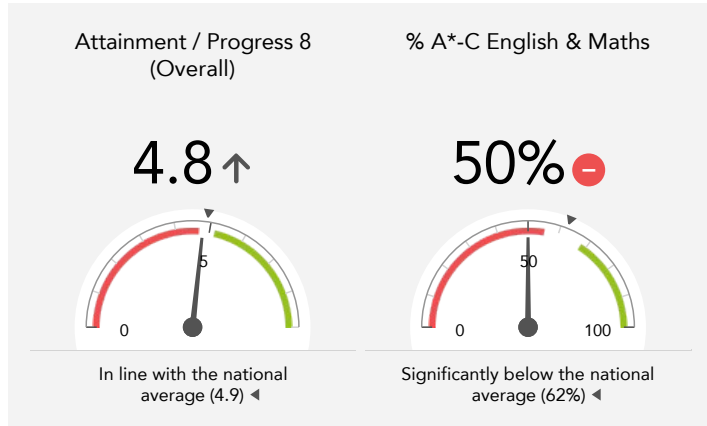 Attainment / Progress 8
(Overall)
4.8
5
0
In line with the national
average (4.9)
% A*-C English & Maths
50%
50
0
100
Significantly below the national
average (62%)